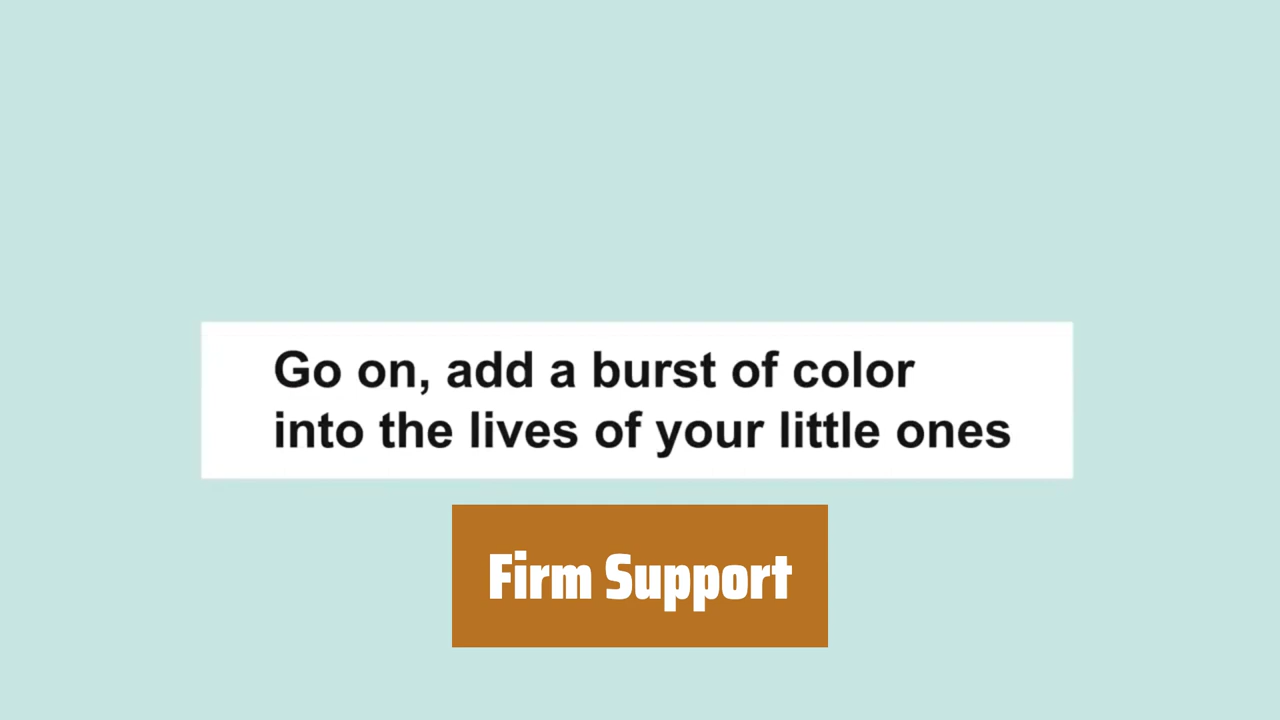 Go on, add a burst of color
into the lives of your little ones
Firm Support